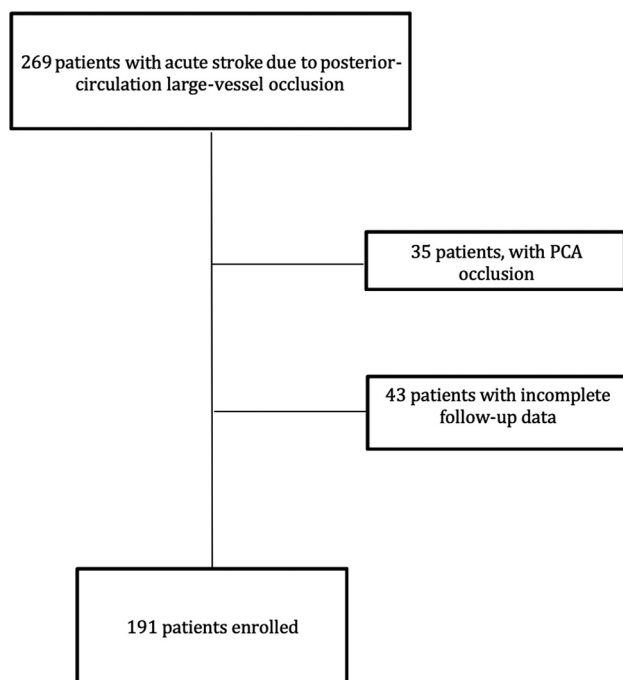 269 patients with acute stroke due to posterior-
circulation large-vessel occlusion
35 patients, with PCA
occlusion
43 patients with incomplete
follow-up data
191 patients enrolled